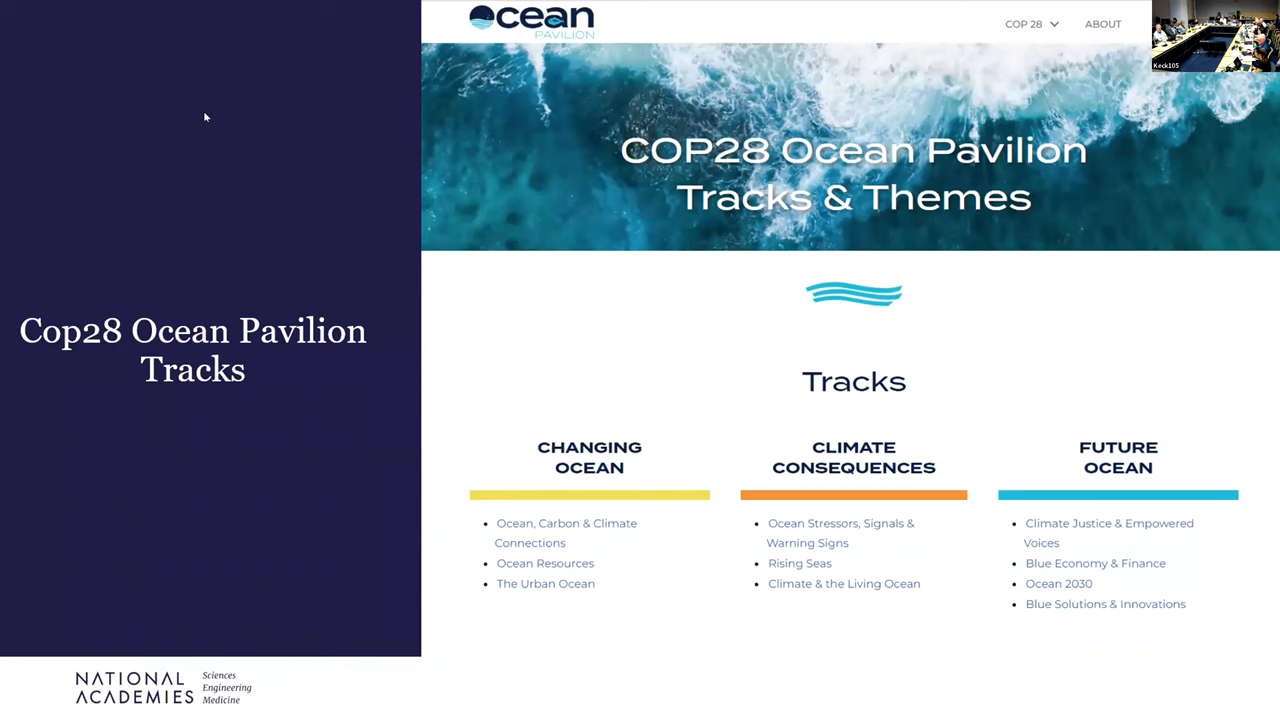 Cop28 Ocean Pavilion
Tracks
NATIONAL
ACADEMIES
Sciences
Engineering
Medicine
Ocean
PAVILION
COP 28
ABOUT
Keck105
COP28 Ocean Pavilion
Tracks & Themes
Tracks
CHANGING
OCEAN
• Ocean, Carbon & Climate
Connections
• Ocean Resources
• The Urban Ocean
CLIMATE
CONSEQUENCES
• Ocean Stressors, Signals &
Warning Signs
• Rising Seas
• Climate & the Living Ocean
FUTURE
OCEAN
• Climate Justice & Empowered
Voices
• Blue Economy & Finance
• Ocean 2030
• Blue Solutions & Innovations